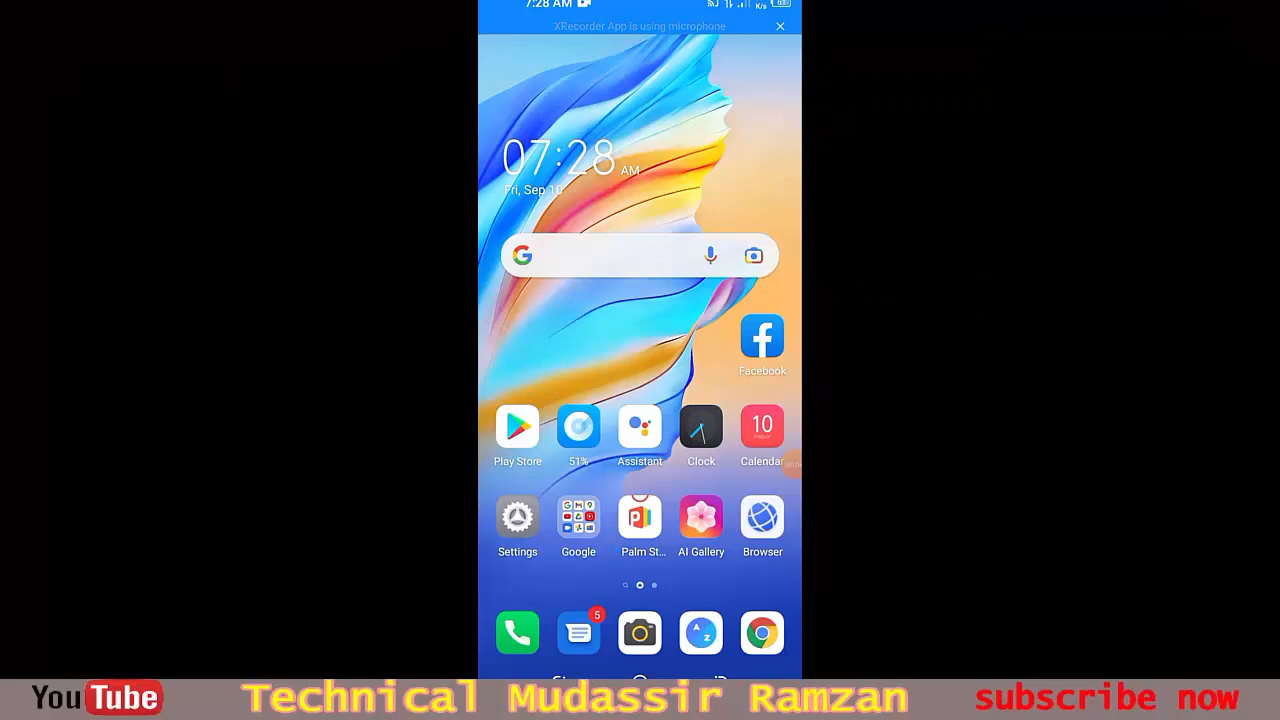 7:28 AM
K/s
XRecorder App is using microphone
07:28 AM
Fri, Sep 10
Facebook
10
Play Store
51%
Assistant
Clock
Calendar
Settings
Google
Palm St...
AI Gallery
Browser
5
A
Z
YouTube
Technical Mudassir Ramzan
subscribe now